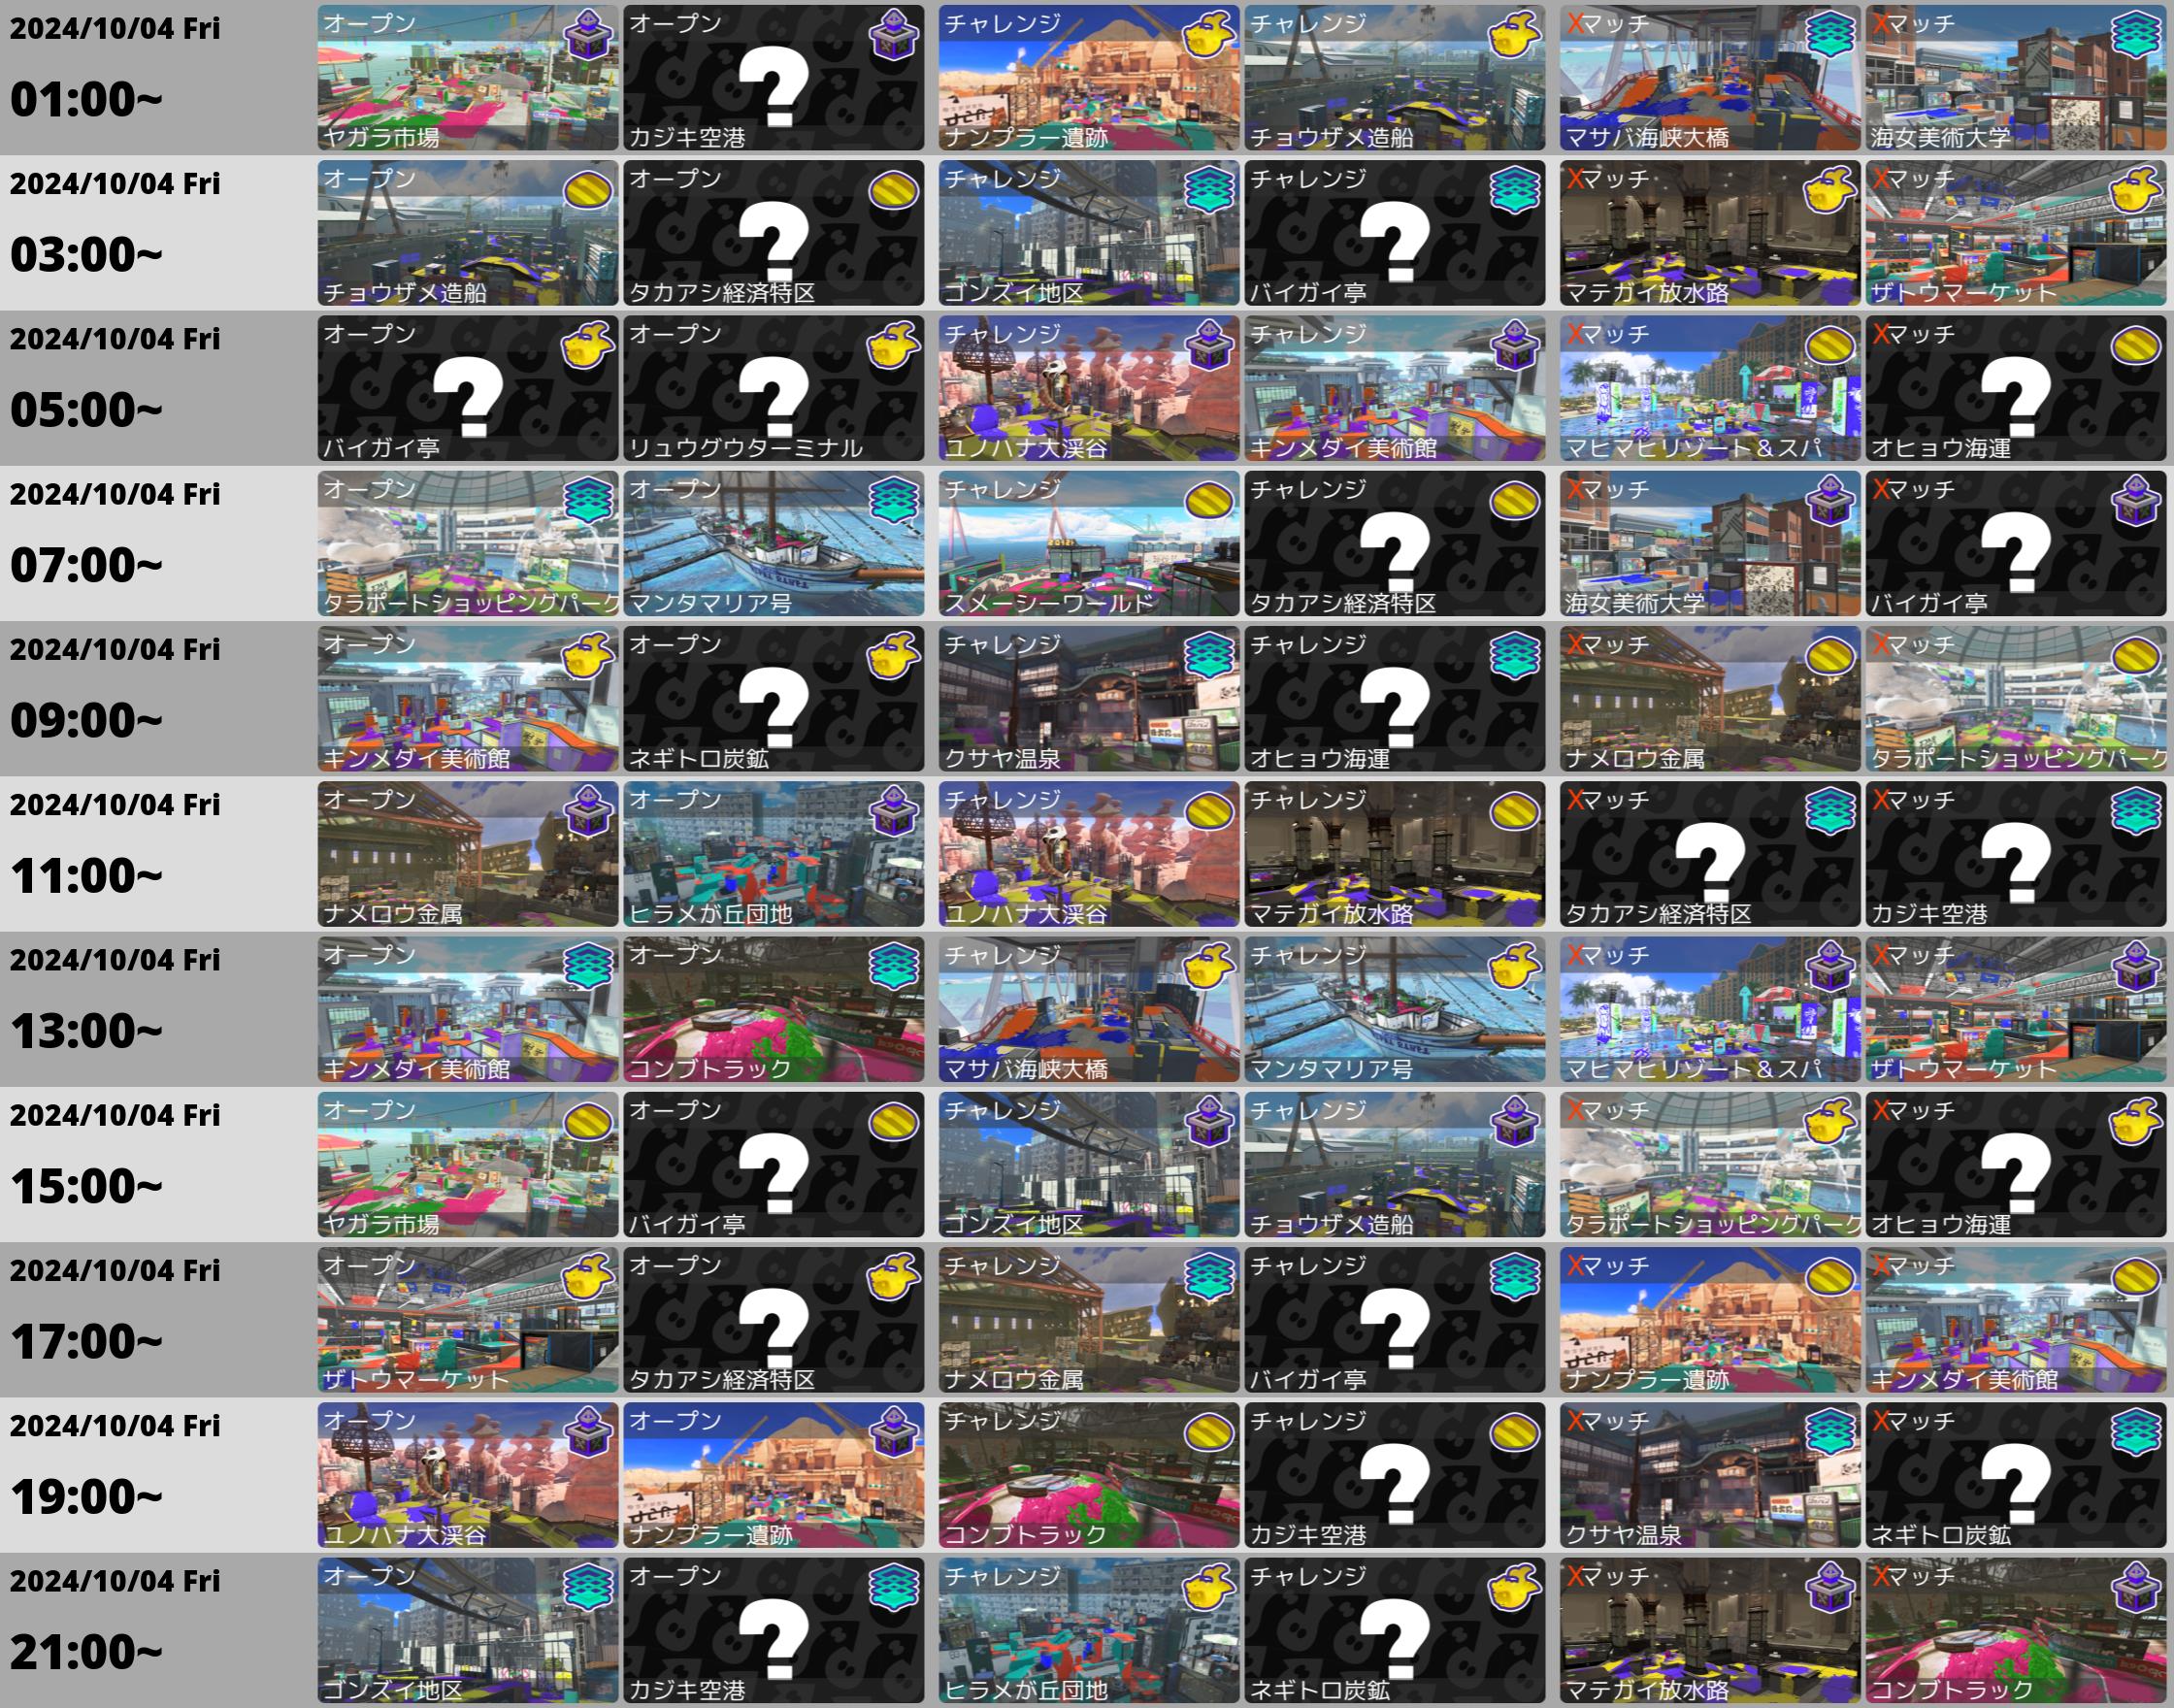 2024/10/04 Fri
01:00~
オープン
ヤガラ市場
オープン
カジキ空港
チャレンジ
ナンプラー遺跡
チャレンジ
チョウザメ造船
Xマッチ
マサバ海峡大橋
Xマッチ
海女美術大学
2024/10/04 Fri
03:00~
オープン
チョウザメ造船
オープン
タカアシ経済特区
チャレンジ
ゴンズイ地区
チャレンジ
バイガイ亭
Xマッチ
マテガイ放水路
Xマッチ
ザトウマーケット
2024/10/04 Fri
05:00~
オープン
バイガイ亭
オープン
リュウグウターミナル
チャレンジ
ユノハナ大渓谷
チャレンジ
キンメダイ美術館
Xマッチ
マヒマヒリゾート&スパ
Xマッチ
オヒョウ海運
2024/10/04 Fri
07:00~
オープン
タラポートショッピングパーク
オープン
マンタマリア号
チャレンジ
スメーシーワールド
チャレンジ
タカアシ経済特区
Xマッチ
海女美術大学
Xマッチ
バイガイ亭
2024/10/04 Fri
09:00~
オープン
キンメダイ美術館
オープン
ネギトロ炭鉱
チャレンジ
クサヤ温泉
チャレンジ
オヒョウ海運
Xマッチ
ナメロウ金属
Xマッチ
タラポートショッピングパーク
2024/10/04 Fri
11:00~
オープン
ナメロウ金属
オープン
ヒラメが丘団地
チャレンジ
ユノハナ大渓谷
チャレンジ
マテガイ放水路
Xマッチ
タカアシ経済特区
Xマッチ
カジキ空港
2024/10/04 Fri
13:00~
オープン
キンメダイ美術館
オープン
コンブトラック
チャレンジ
マサバ海峡大橋
チャレンジ
マンタマリア号
Xマッチ
マヒマヒリゾート&スパ
Xマッチ
ザトウマーケット
2024/10/04 Fri
15:00~
オープン
ヤガラ市場
オープン
バイガイ亭
チャレンジ
ゴンズイ地区
チャレンジ
チョウザメ造船
Xマッチ
タラポートショッピングパーク
Xマッチ
オヒョウ海運
2024/10/04 Fri
17:00~
オープン
ザトウマーケット
オープン
タカアシ経済特区
チャレンジ
ナメロウ金属
チャレンジ
バイガイ亭
Xマッチ
ナンプラー遺跡
Xマッチ
キンメダイ美術館
2024/10/04 Fri
19:00~
オープン
ユノハナ大渓谷
オープン
ナンプラー遺跡
チャレンジ
コンブトラック
チャレンジ
カジキ空港
Xマッチ
クサヤ温泉
Xマッチ
ネギトロ炭鉱
2024/10/04 Fri
21:00~
オープン
ゴンズイ地区
オープン
カジキ空港
チャレンジ
ヒラメが丘団地
チャレンジ
ネギトロ炭鉱
Xマッチ
マテガイ放水路
Xマッチ
コンブトラック